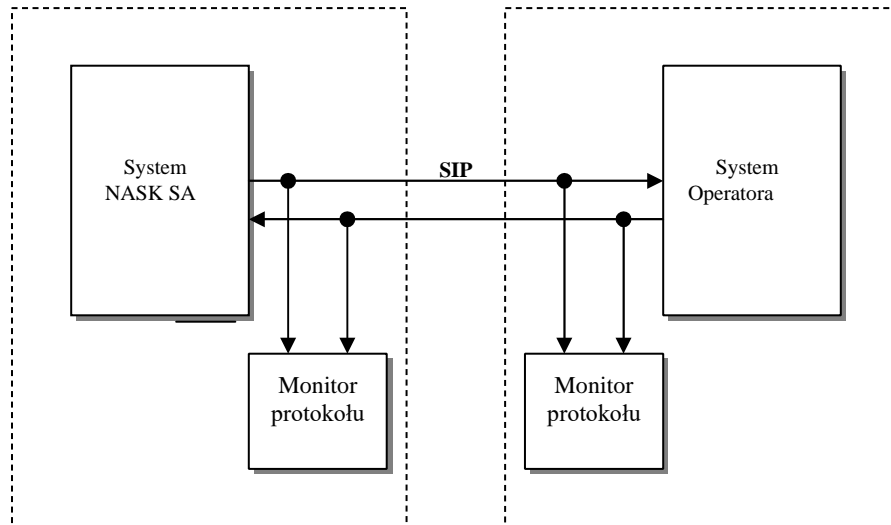 System
NASK SA
SIP
System
Operatora
Monitor
protokołu
Monitor
protokołu